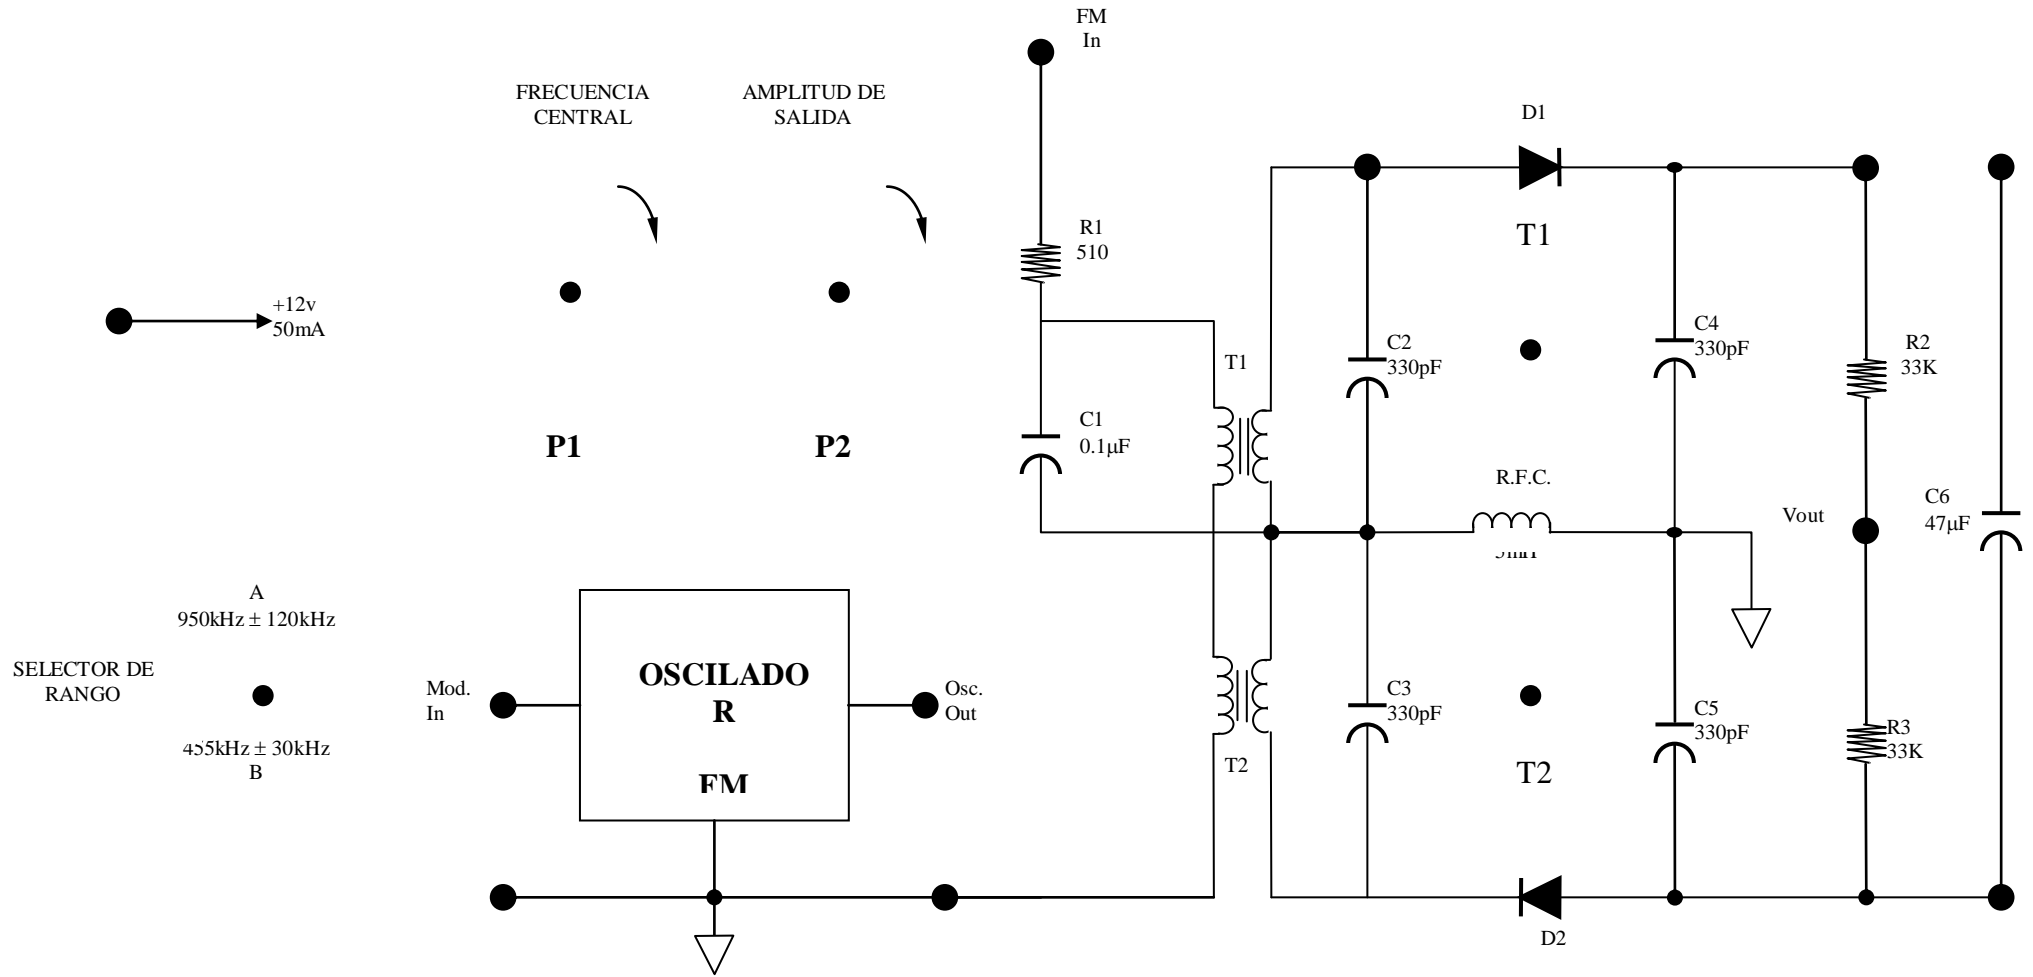 FM
In
FRECUENCIA
CENTRAL
AMPLITUD DE
SALIDA
D1
R1
510
T1
+12v
50mA
C2
330pF
C4
330pF
R2
33K
T1
C1
0.1µF
P1
P2
R.F.C.
C6
47µF
Vout
A
950kHz ± 120kHz
SELECTOR DE
RANGO
455kHz ± 30kHz
B
Mod.
In
OSCILADO
R
FM
Osc.
Out
C3
330pF
C5
330pF
R3
33K
T2
T2
D2